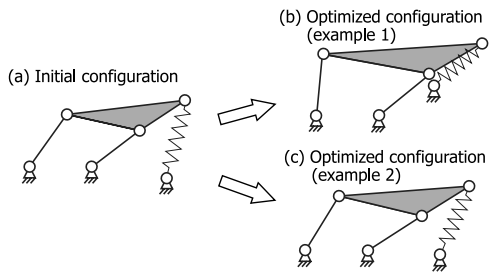 (a) Initial configuration
(b) Optimized configuration
(example 1)
(c) Optimized configuration
(example 2)